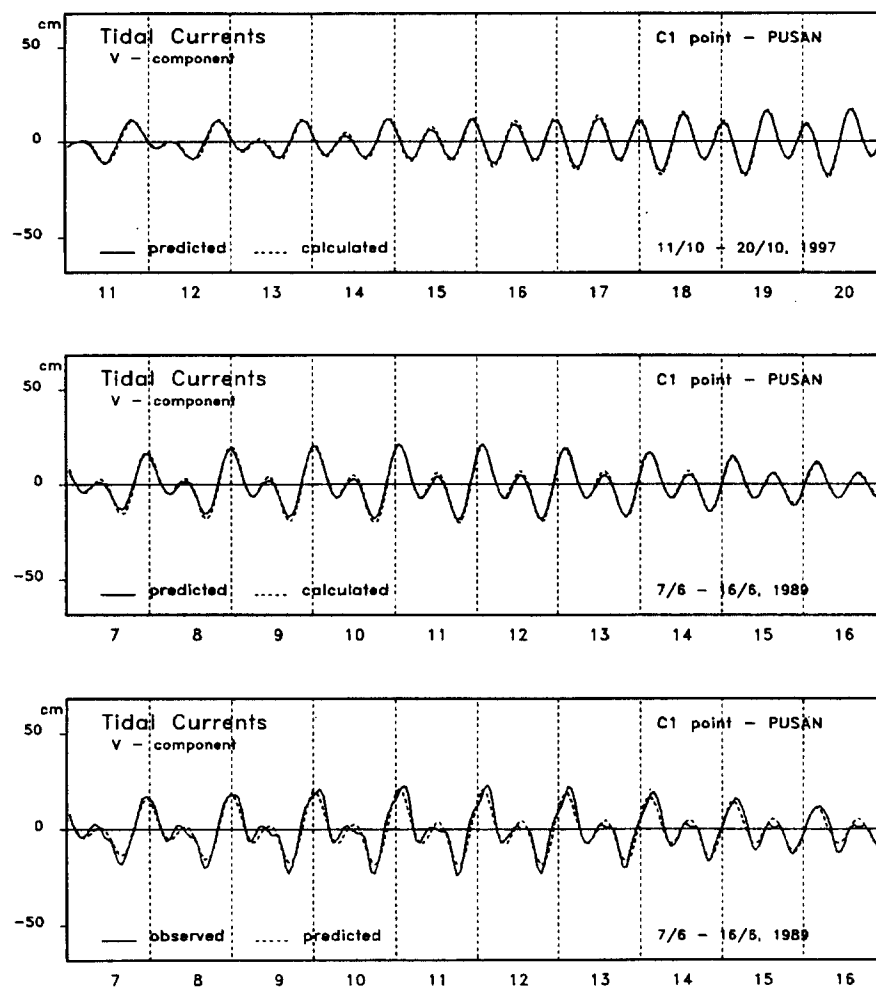 cm
50
Tidal Currents
V - component
C1 point - PUSAN
0
-50
predicted calculated
11/10 - 20/10, 1997
11 12 13 14 15 16 17 18 19 20
cm
50
Tidal Currents
V - component
C1 point - PUSAN
0
-50
predicted calculated
7/6 - 16/6, 1989
7 8 9 10 11 12 13 14 15 16
cm
50
Tidal Currents
V - component
C1 point - PUSAN
0
-50
observed predicted
7/6 - 16/6, 1989
7 8 9 10 11 12 13 14 15 16